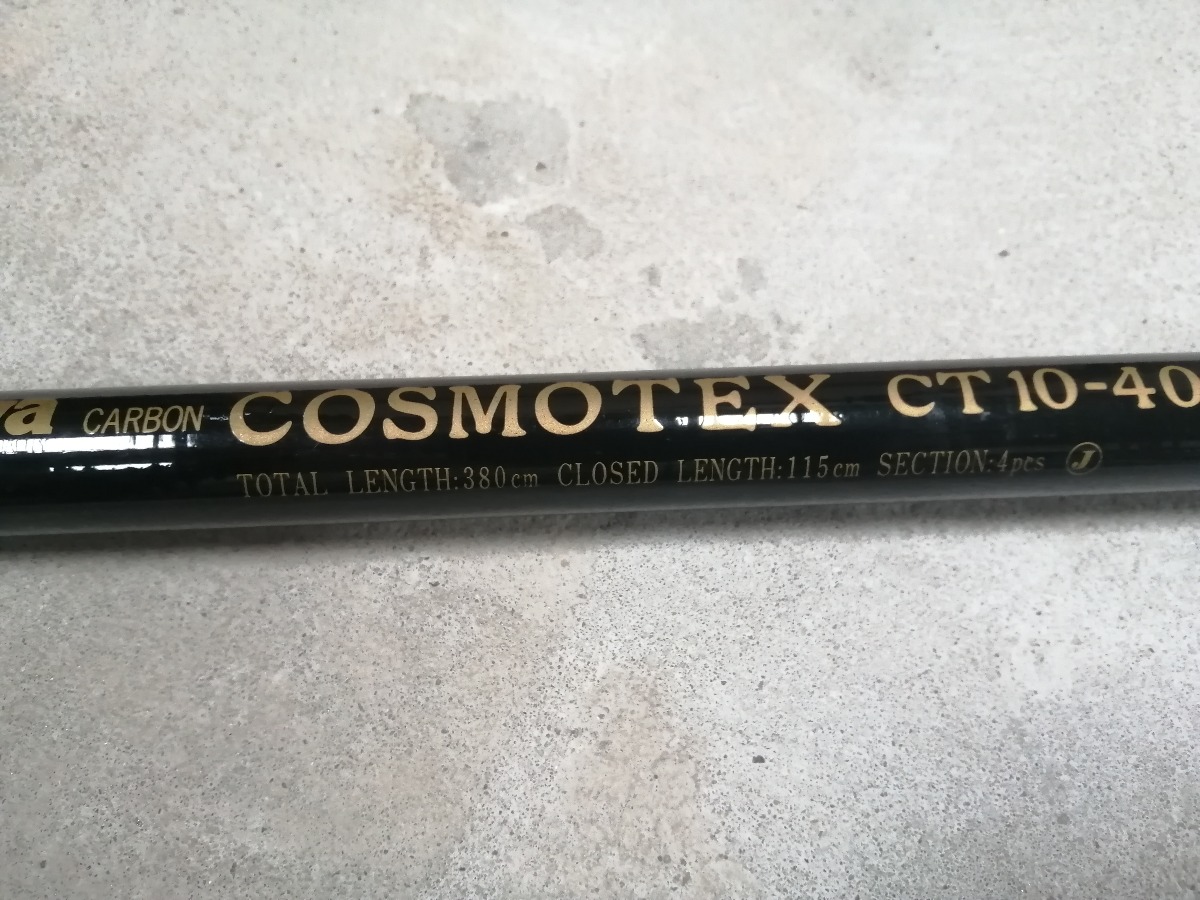 CARBON COSMOTEX CT 10-40
TOTAL LENGTH:380cm CLOSED LENGTH:115cm SECTION:4pcs J